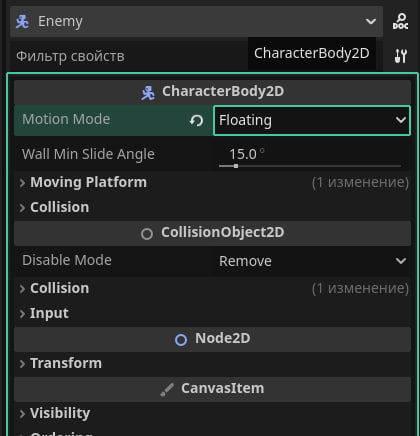 Enemy
DOC
Фильтр свойств
CharacterBody2D
CharacterBody2D
Motion Mode Floating
Wall Min Slide Angle 15.0 °
Moving Platform (1 изменение)
Collision
CollisionObject2D
Disable Mode Remove
Collision (1 изменение)
Input
Node2D
Transform
CanvasItem
Visibility
Ordering